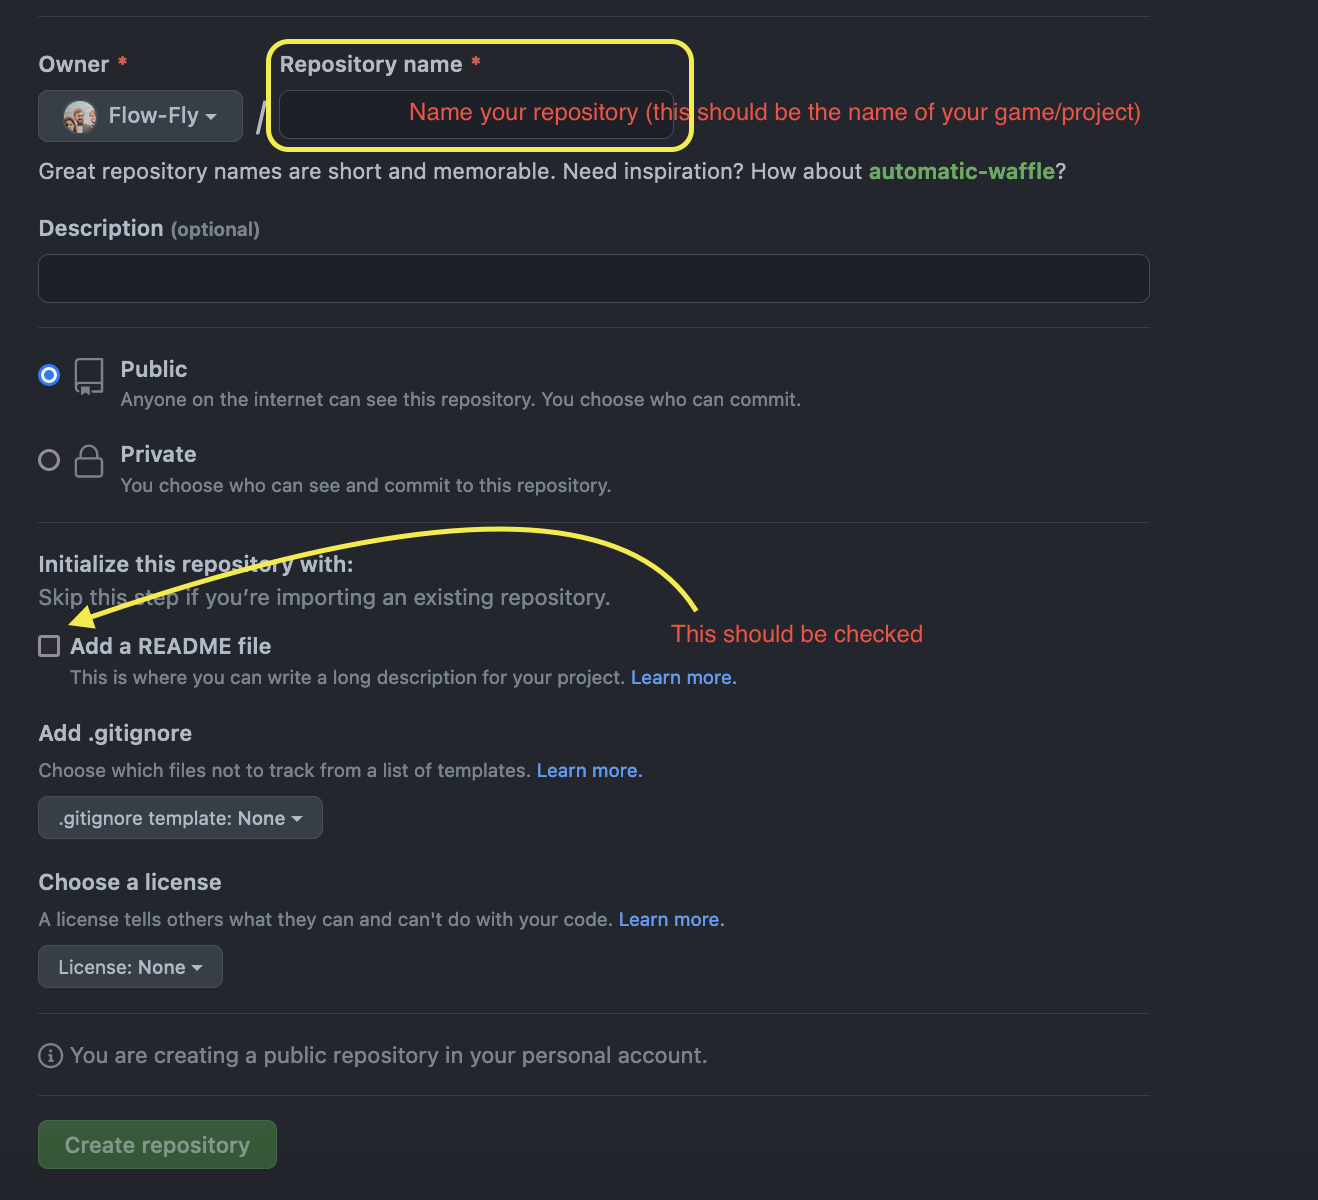 Owner *
Repository name *
Flow-Fly
/
Name your repository (this should be the name of your game/project)
Great repository names are short and memorable. Need inspiration? How about automatic-waffle?
Description (optional)
Public
Anyone on the internet can see this repository. You choose who can commit.
Private
You choose who can see and commit to this repository.
Initialize this repository with:
Skip this step if you’re importing an existing repository.
This should be checked
Add a README file
This is where you can write a long description for your project. Learn more.
Add .gitignore
Choose which files not to track from a list of templates. Learn more.
.gitignore template: None
Choose a license
A license tells others what they can and can't do with your code. Learn more.
License: None
You are creating a public repository in your personal account.
Create repository